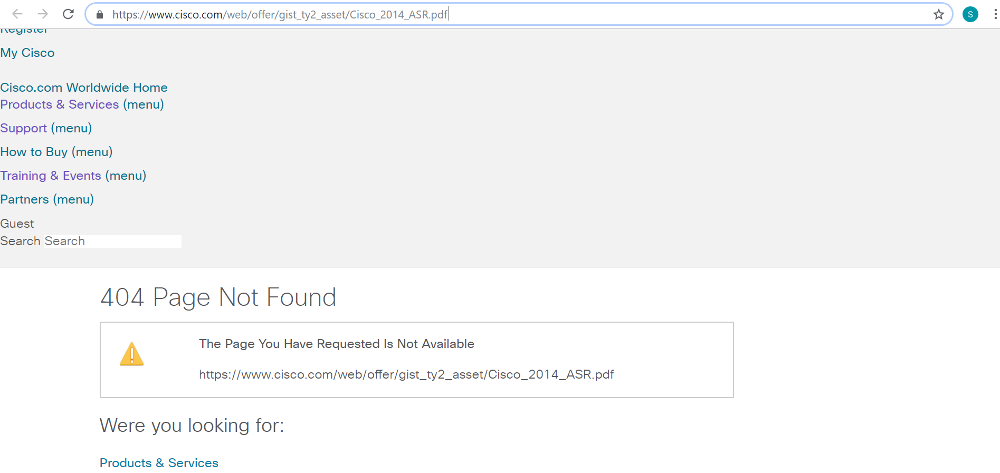 https://www.cisco.com/web/offer/gist_ty2_asset/Cisco_2014_ASR.pdf
S
Register
My Cisco
Cisco.com Worldwide Home
Products & Services (menu)
Support (menu)
How to Buy (menu)
Training & Events (menu)
Partners (menu)
Guest
Search Search
404 Page Not Found
The Page You Have Requested Is Not Available
https://www.cisco.com/web/offer/gist_ty2_asset/Cisco_2014_ASR.pdf
Were you looking for:
Products & Services